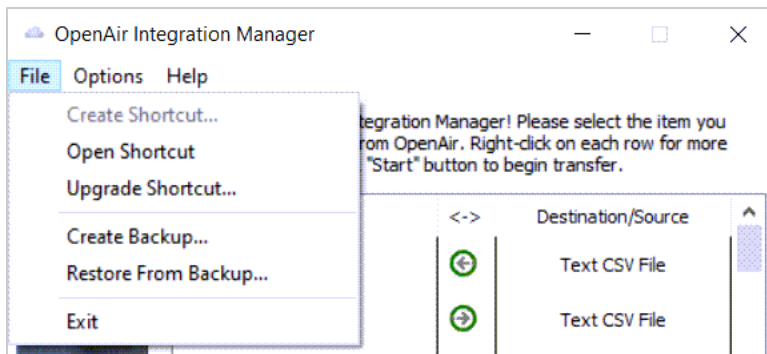 OpenAir Integration Manager
File Options Help
Create Shortcut...
Open Shortcut
Upgrade Shortcut...
Create Backup...
Restore From Backup...
Exit
tegration Manager! Please select the item you
rom OpenAir. Right-click on each row for more
"Start" button to begin transfer.
<-> Destination/Source
Text CSV File
Text CSV File